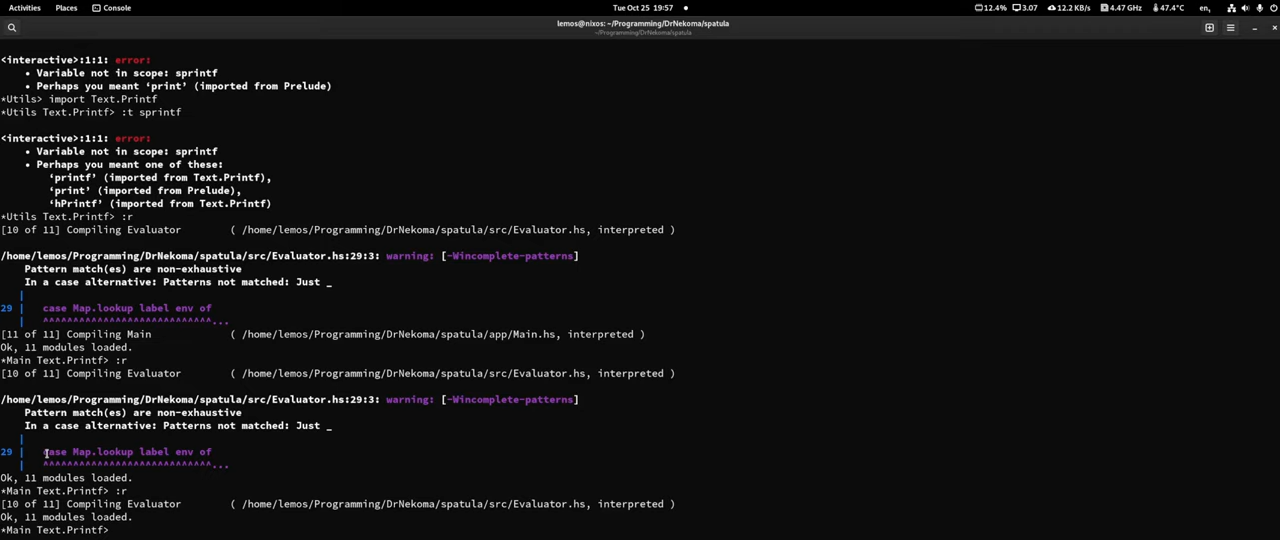 Activities Places Console Tue Oct 25 19:57 12.4% 3.07 12.2 KB/s 4.47 GHz 47.4°C en,
lemos@nixos: ~/Programming/DrNekoma/spatula
~/Programming/DrNekoma/spatula
<interactive>:1:1: error:
• Variable not in scope: sprintf
• Perhaps you meant ‘print’ (imported from Prelude)
*Utils> import Text.Printf
*Utils Text.Printf> :t sprintf
<interactive>:1:1: error:
• Variable not in scope: sprintf
• Perhaps you meant one of these:
‘printf’ (imported from Text.Printf),
‘print’ (imported from Prelude),
‘hPrintf’ (imported from Text.Printf)
*Utils Text.Printf> :r
[10 of 11] Compiling Evaluator ( /home/lemos/Programming/DrNekoma/spatula/src/Evaluator.hs, interpreted )
/home/lemos/Programming/DrNekoma/spatula/src/Evaluator.hs:29:3: warning: [-Wincomplete-patterns]
Pattern match(es) are non-exhaustive
In a case alternative: Patterns not matched: Just _
|
29 | case Map.lookup label env of
| ^^^^^^^^^^^^^^^^^^^^^^^^^^^^...
[11 of 11] Compiling Main ( /home/lemos/Programming/DrNekoma/spatula/app/Main.hs, interpreted )
Ok, 11 modules loaded.
*Main Text.Printf> :r
[10 of 11] Compiling Evaluator ( /home/lemos/Programming/DrNekoma/spatula/src/Evaluator.hs, interpreted )
/home/lemos/Programming/DrNekoma/spatula/src/Evaluator.hs:29:3: warning: [-Wincomplete-patterns]
Pattern match(es) are non-exhaustive
In a case alternative: Patterns not matched: Just _
|
29 | case Map.lookup label env of
| ^^^^^^^^^^^^^^^^^^^^^^^^^^^^...
Ok, 11 modules loaded.
*Main Text.Printf> :r
[10 of 11] Compiling Evaluator ( /home/lemos/Programming/DrNekoma/spatula/src/Evaluator.hs, interpreted )
Ok, 11 modules loaded.
*Main Text.Printf>